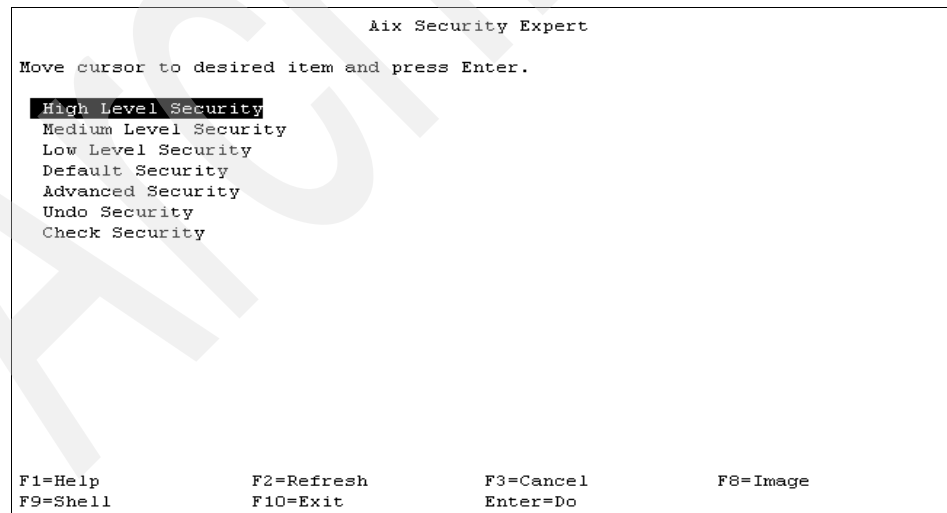 Aix Security Expert
Move cursor to desired item and press Enter.
High Level Security
Medium Level Security
Low Level Security
Default Security
Advanced Security
Undo Security
Check Security
F1=Help F2=Refresh F3=Cancel F8=Image
F9=Shell F10=Exit Enter=Do